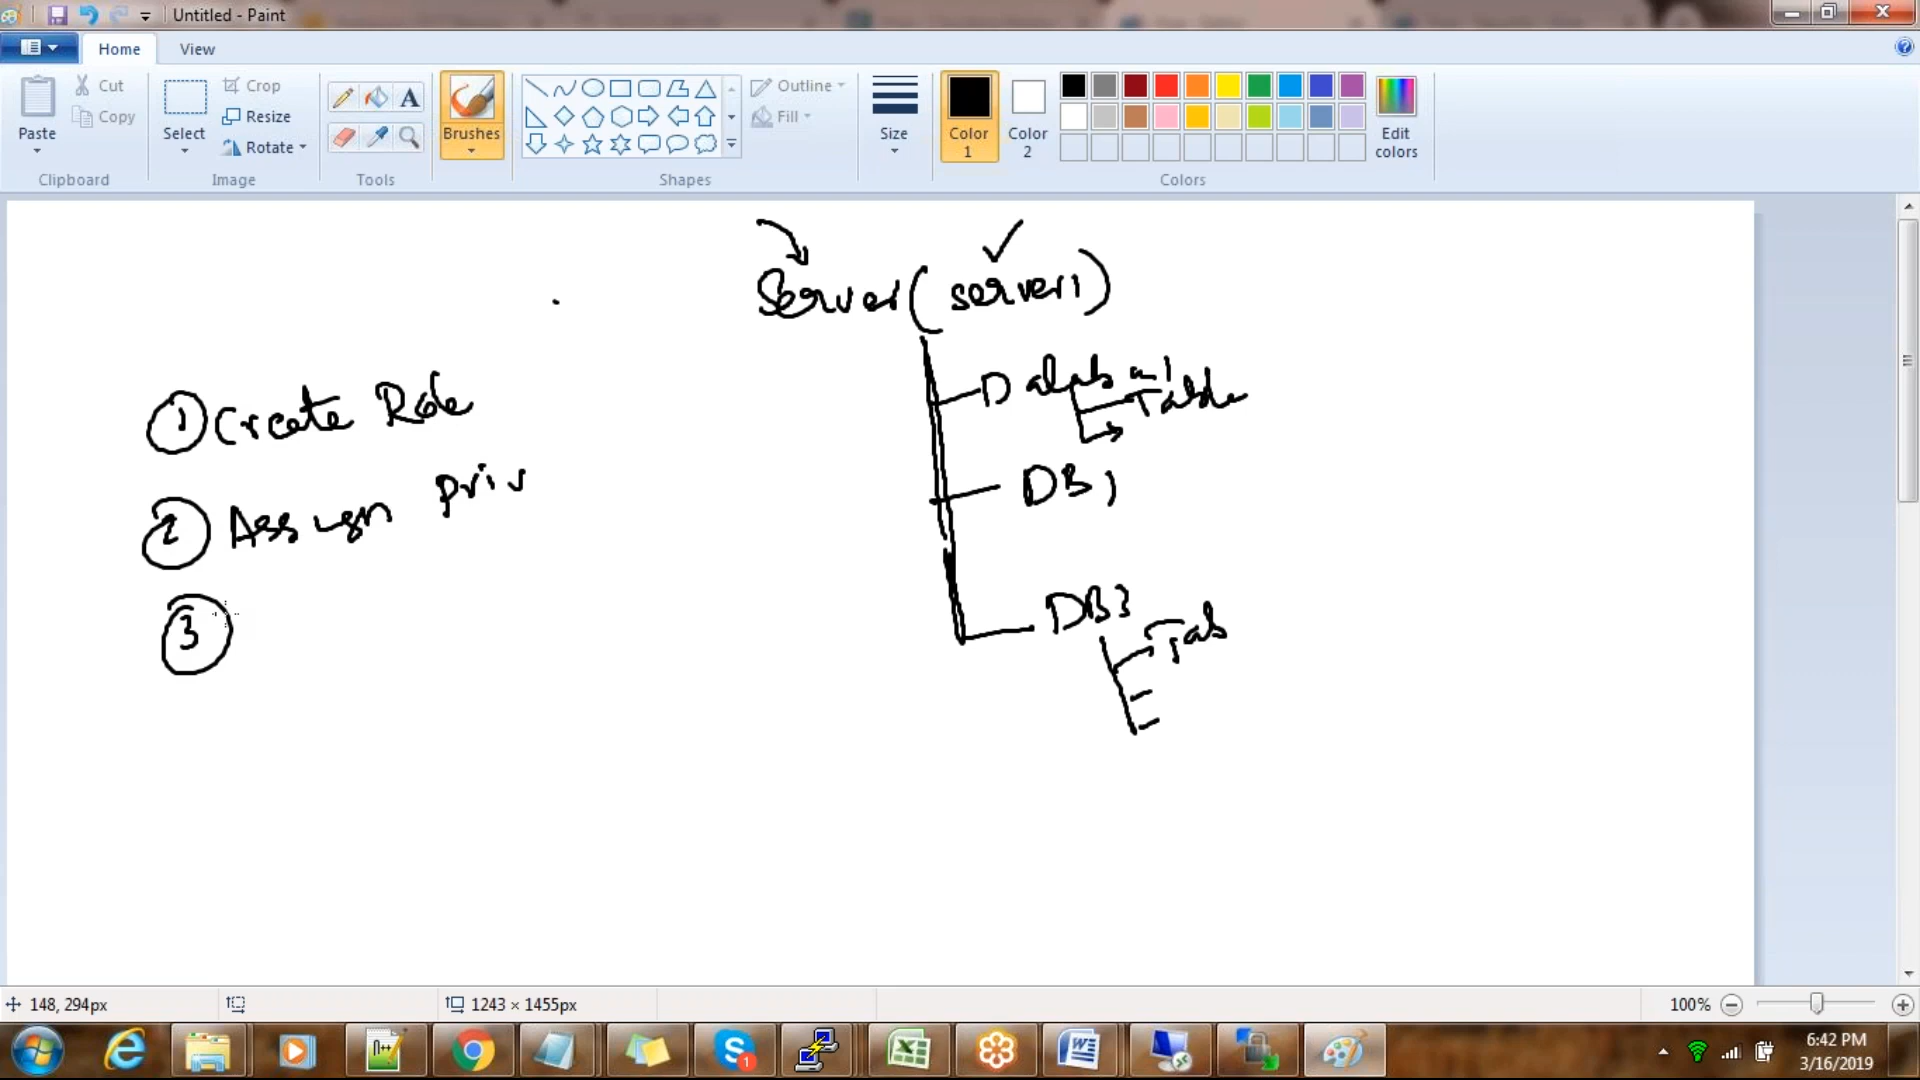 Untitled - Paint
Home
View
Cut
Copy
Paste
Clipboard
Crop
Resize
Rotate
Select
Image
A
Tools
Brushes
Shapes
Outline
Fill
Size
Color 1
Color 2
Edit colors
Colors
Server( server1)
Table
① Create Role
② Assign priv
DB1
③
DB3
Tab
148, 294px
1243 × 1455px
100%
1
6:42 PM
3/16/2019